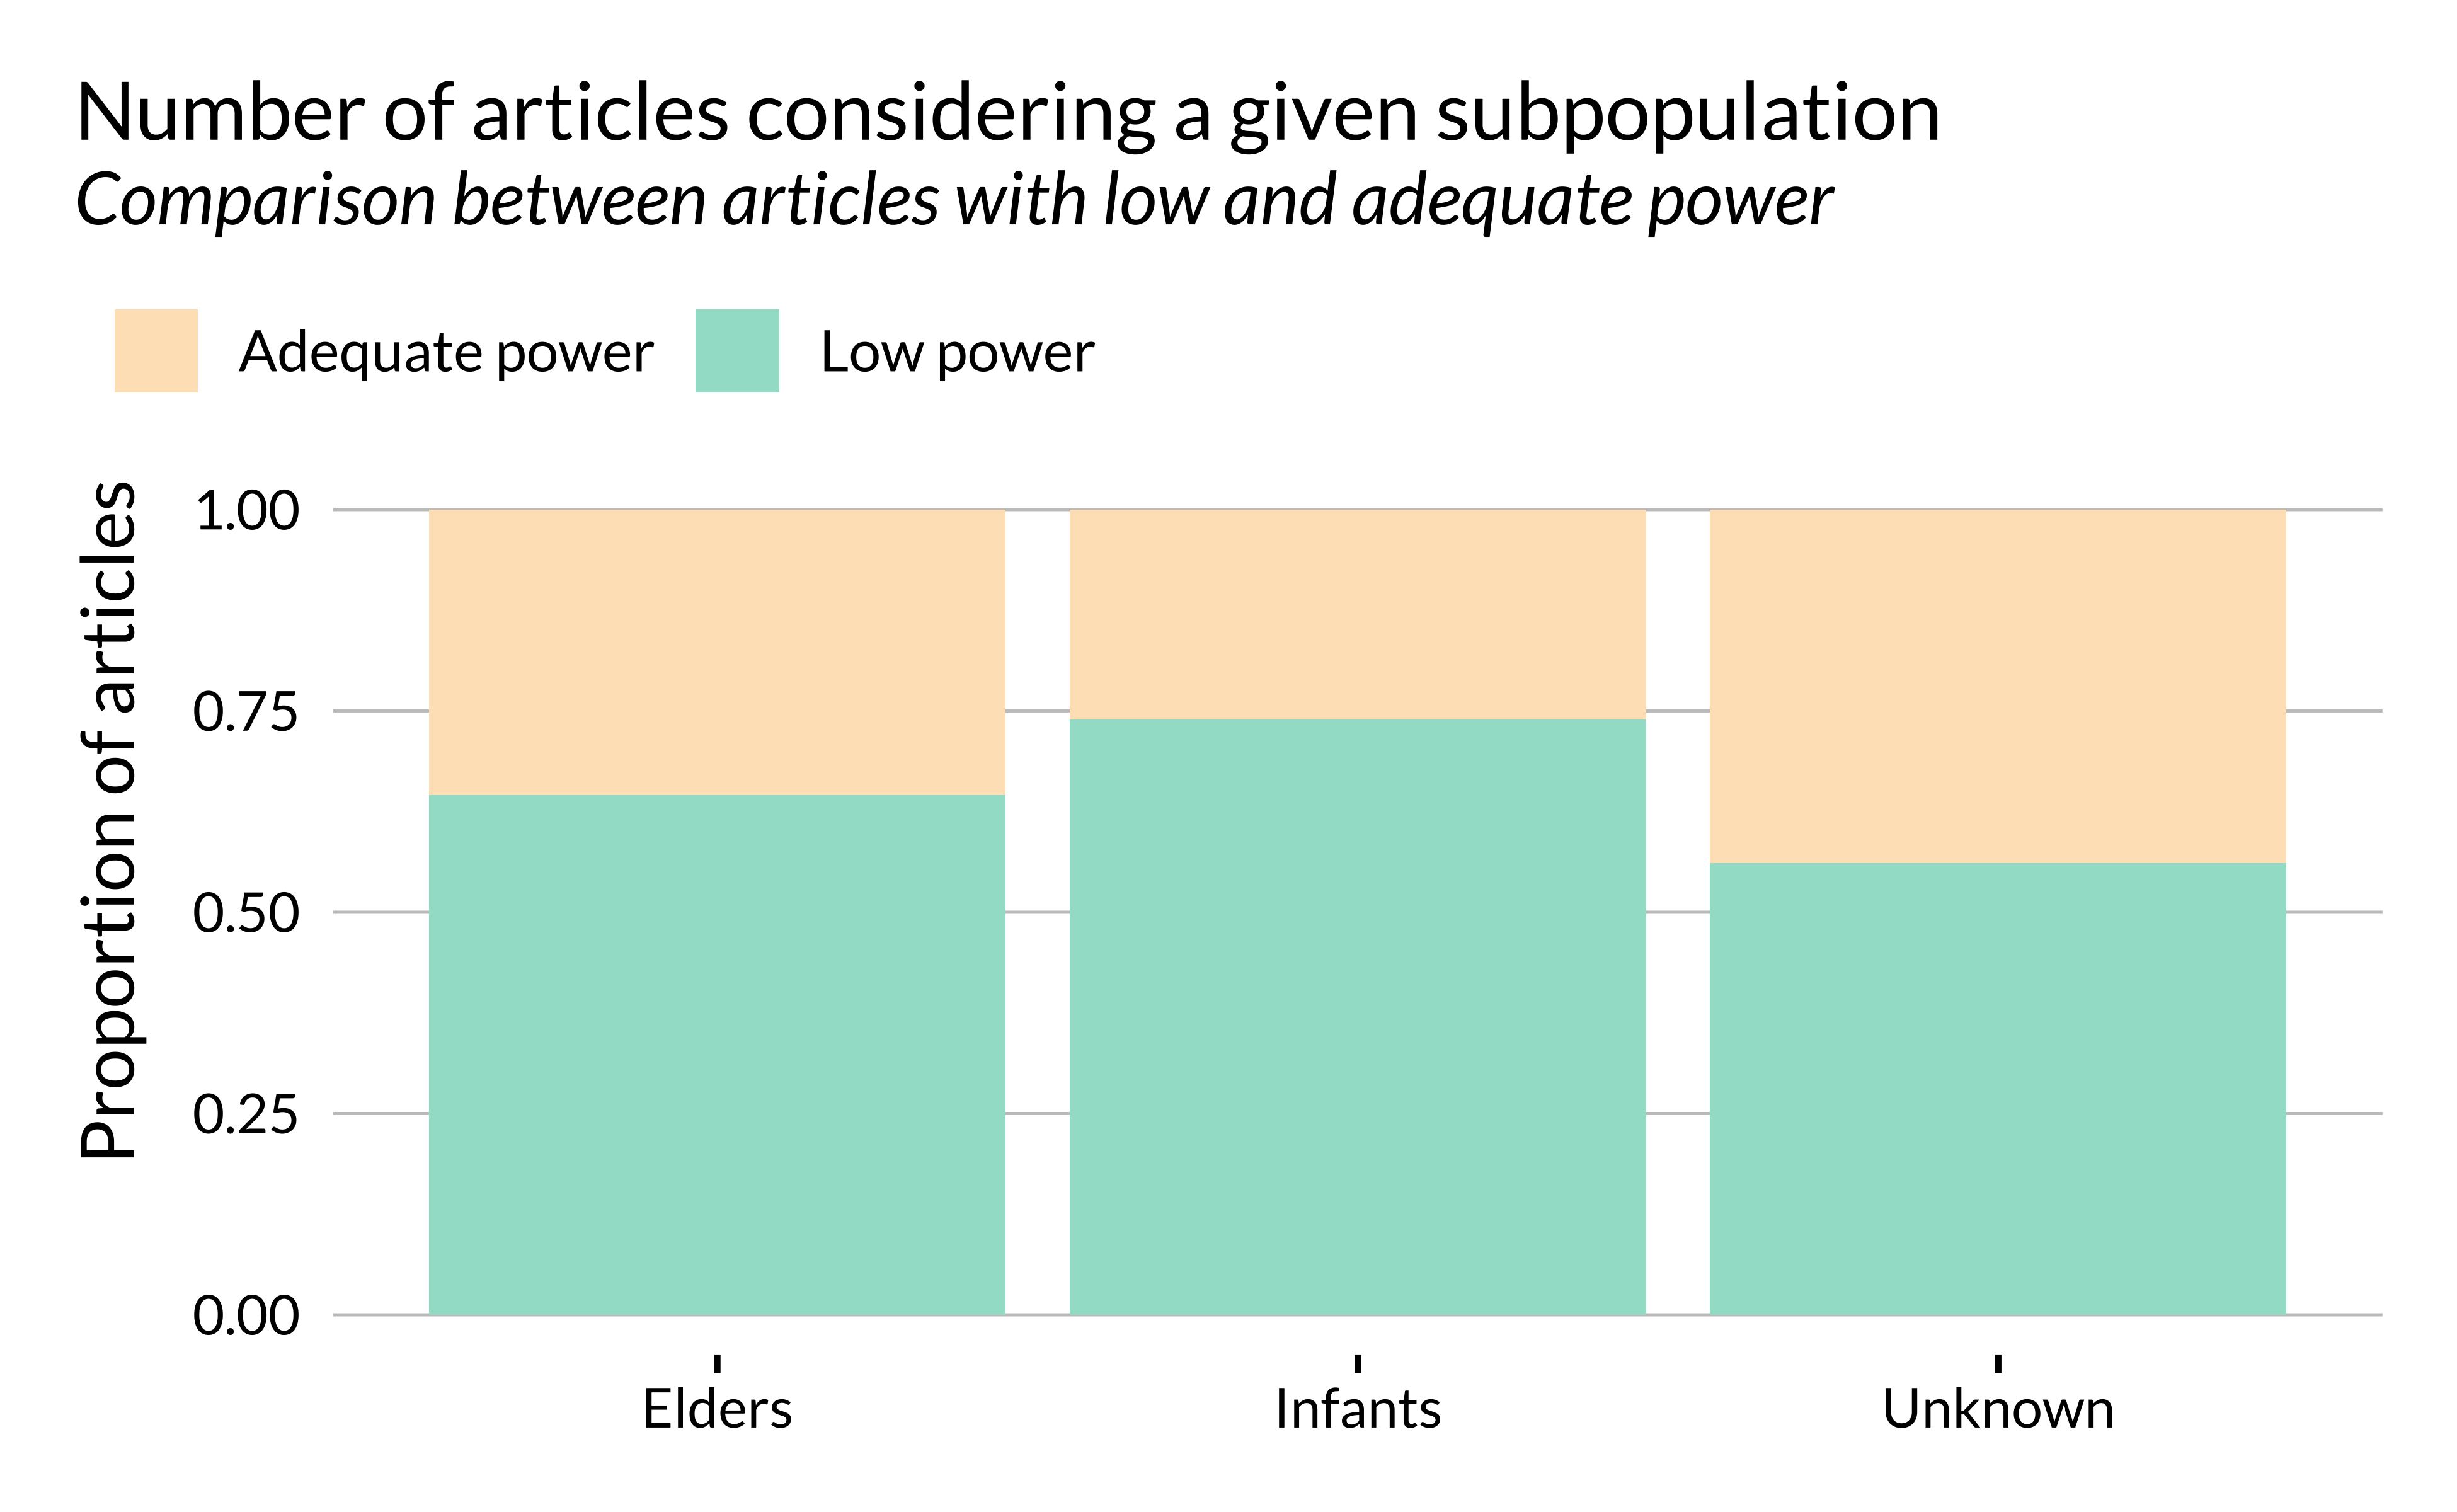 Number of articles considering a given subpopulation
Comparison between articles with low and adequate power
Adequate power
Low power
Proportion of articles
1.00
0.75
0.50
0.25
0.00
Elders
Infants
Unknown